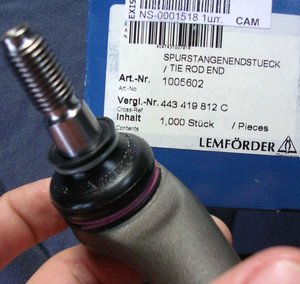 EXIS
NS-0001518 1шт. CAM
SPURSTANGENENDSTUECK
/ TIE ROD END
Art.-Nr. 1005602
Art.-No
Vergl.-Nr. 443 419 812 C
Cross-Ref.
Inhalt 1,000 Stück / Pieces
Contents
LEMFÖRDER